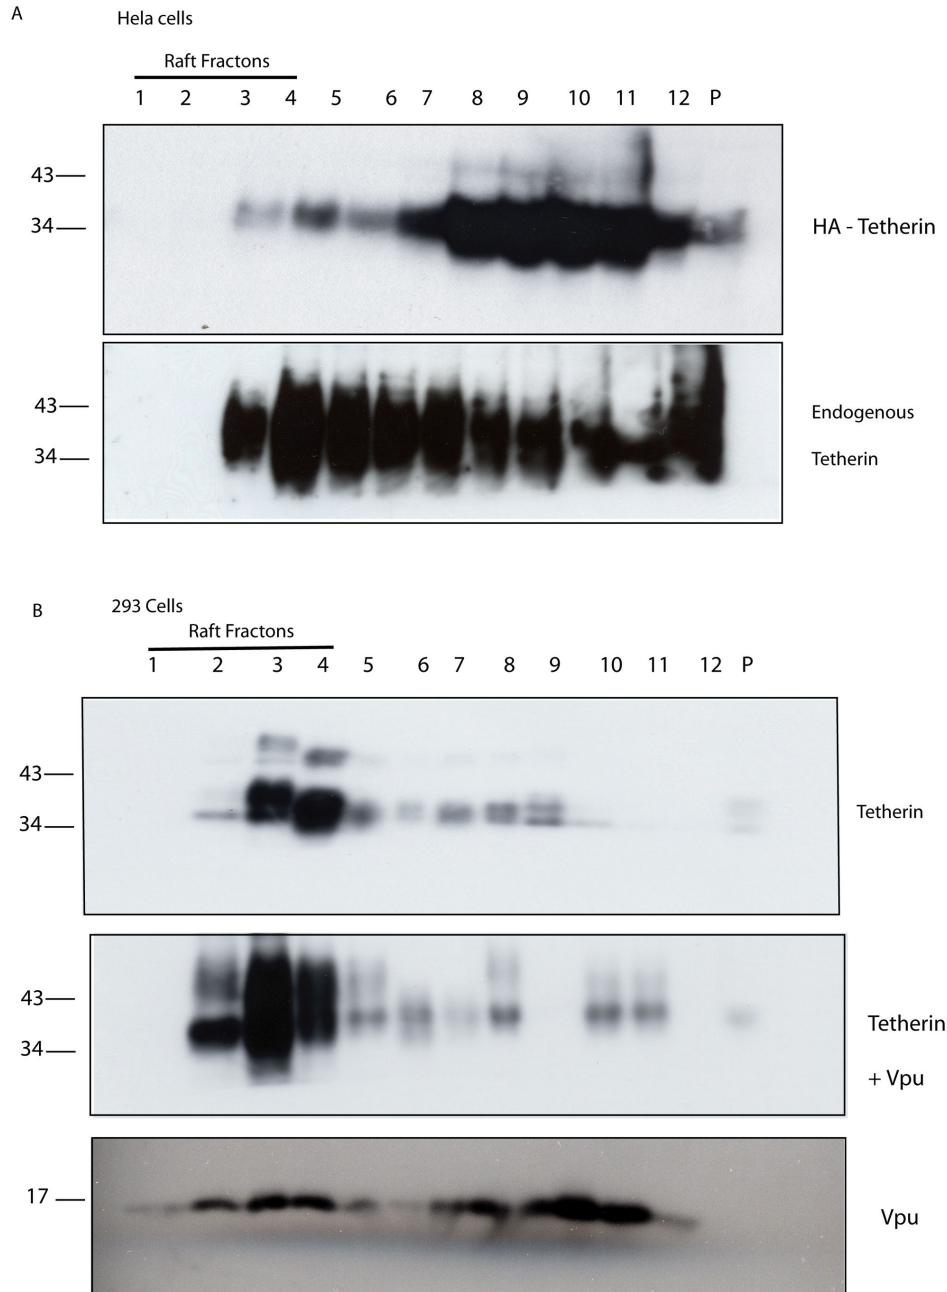 A
Hela cells
Raft Fractons
1 2 3 4 5 6 7 8 9 10 11 12 P
43
34
HA - Tetherin
43
34
Endogenous
Tetherin
B
293 Cells
Raft Fractons
1 2 3 4 5 6 7 8 9 10 11 12 P
43
34
Tetherin
43
34
Tetherin
+ Vpu
17
Vpu